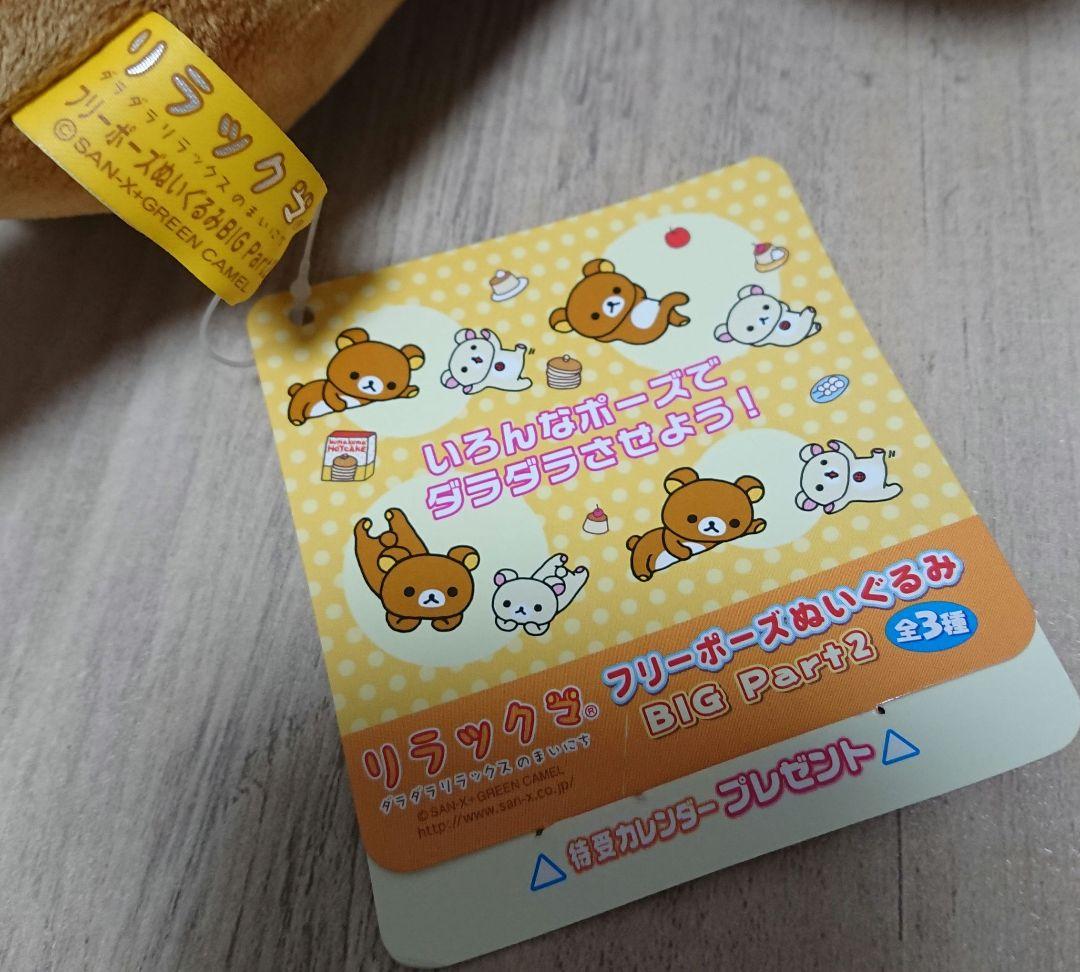 リラックマ
ダラダラリラックスのまいにち
フリーポーズぬいぐるみBIG Part
©SAN-X+GREEN CAMEL
いろんなポーズで
ダラダラさせよう!
HOTCAKE
フリーポーズぬいぐるみ
BIG Part2
全3種
リラックマ®
ダラダラリラックスのまいにち
©SAN-X+GREEN CAMEL
http://www.san-x.co.jp/
△待受カレンダープレゼント△